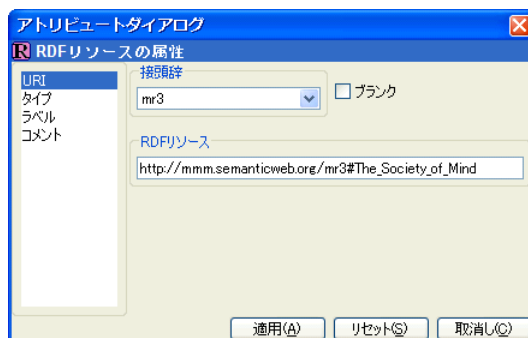 アトリビュートダイアログ
RDFリソースの属性
URI
タイプ
ラベル
コメント
接頭辞
mr3
ブランク
RDFリソース
http://mmm.semanticweb.org/mr3#The_Society_of_Mind
適用(A)
リセット(S)
取消し(C)